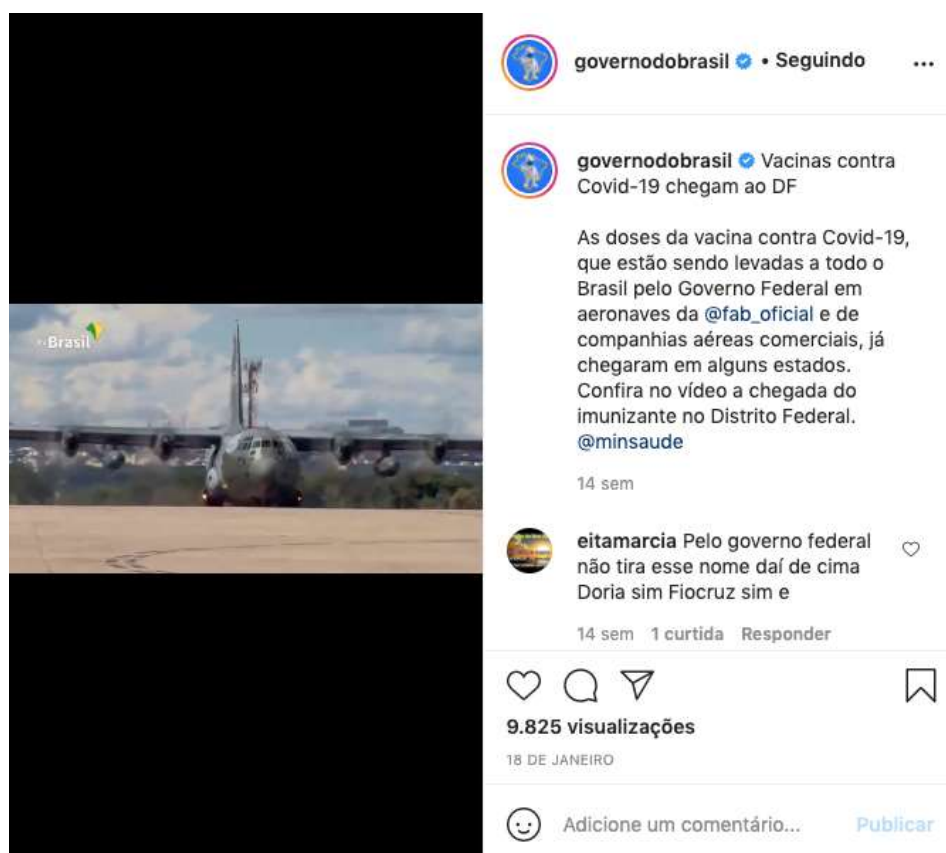 governodobrasil • Seguindo
governodobrasil Vacinas contra
Covid-19 chegam ao DF
As doses da vacina contra Covid-19,
que estão sendo levadas a todo o
Brasil pelo Governo Federal em
aeronaves da @fab_oficial e de
companhias aéreas comerciais, já
chegaram em alguns estados.
Confira no vídeo a chegada do
imunizante no Distrito Federal.
@minsaude
14 sem
Brasil
eitamarcia Pelo governo federal
não tira esse nome daí de cima
Doria sim Fiocruz sim e
14 sem 1 curtida Responder
9.825 visualizações
18 DE JANEIRO
Adicione um comentário... Publicar